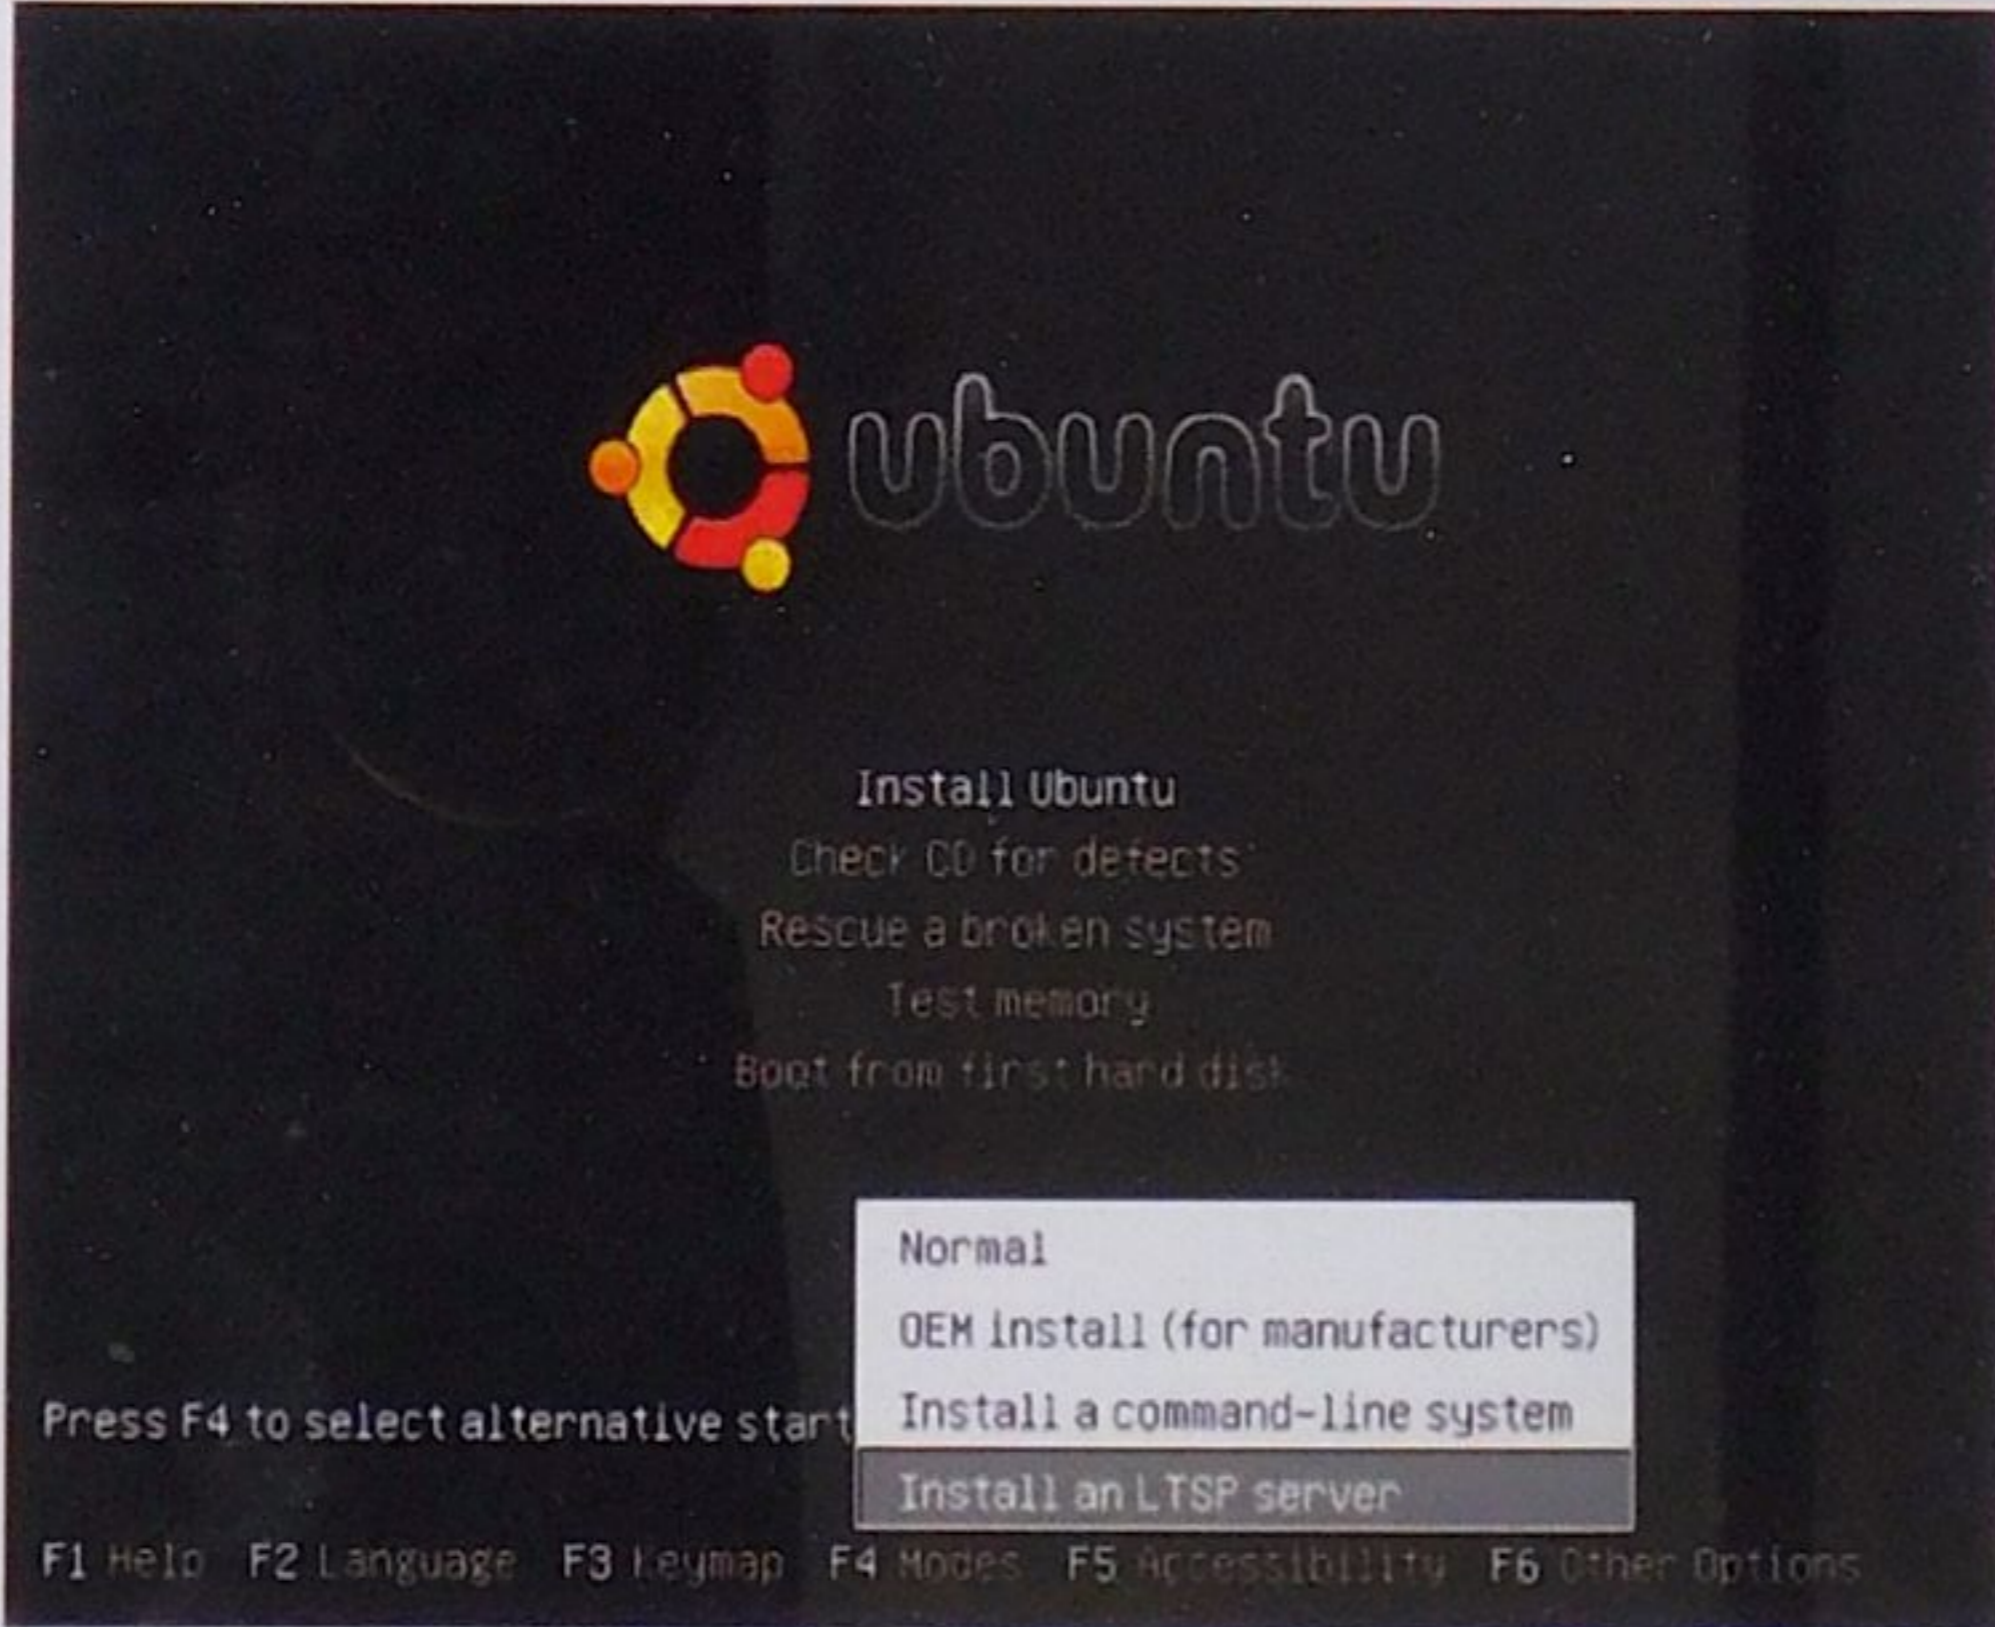 ubuntu
Install Ubuntu
Check CD for defects
Rescue a broken system
Test memory
Boot from first hard disk
Normal
OEM install (for manufacturers)
Install a command-line system
Press F4 to select alternative start
Install an LTSP server
F1 Help F2 Language F3 Keymap F4 Modes F5 Accessibility F6 Other Options